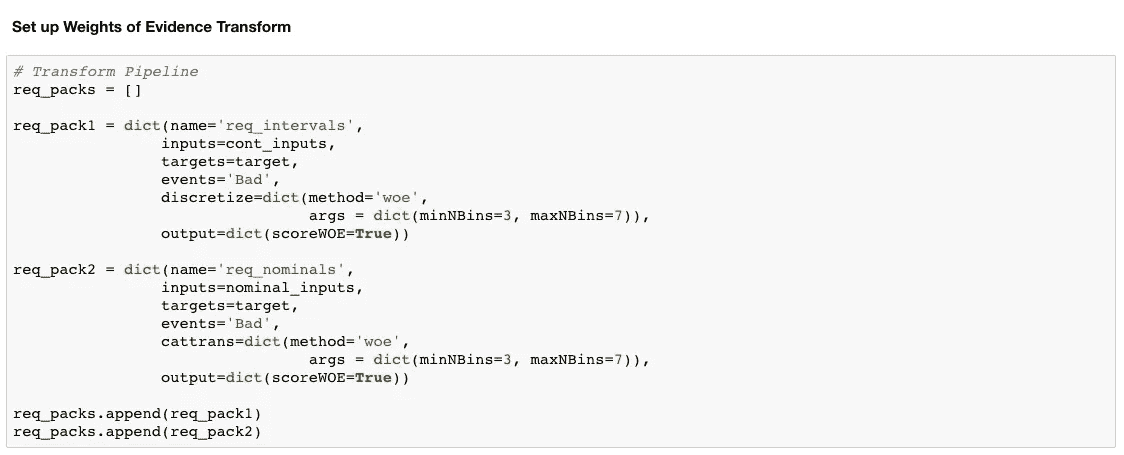 Set up Weights of Evidence Transform
# Transform Pipeline
req_packs = []
req_pack1 = dict(name='req_intervals',
inputs=cont_inputs,
targets=target,
events='Bad',
discretize=dict(method='woe',
args = dict(minNBins=3, maxNBins=7)),
output=dict(scoreWOE=True))
req_pack2 = dict(name='req_nominals',
inputs=nominal_inputs,
targets=target,
events='Bad',
cattrans=dict(method='woe',
args = dict(minNBins=3, maxNBins=7)),
output=dict(scoreWOE=True))
req_packs.append(req_pack1)
req_packs.append(req_pack2)